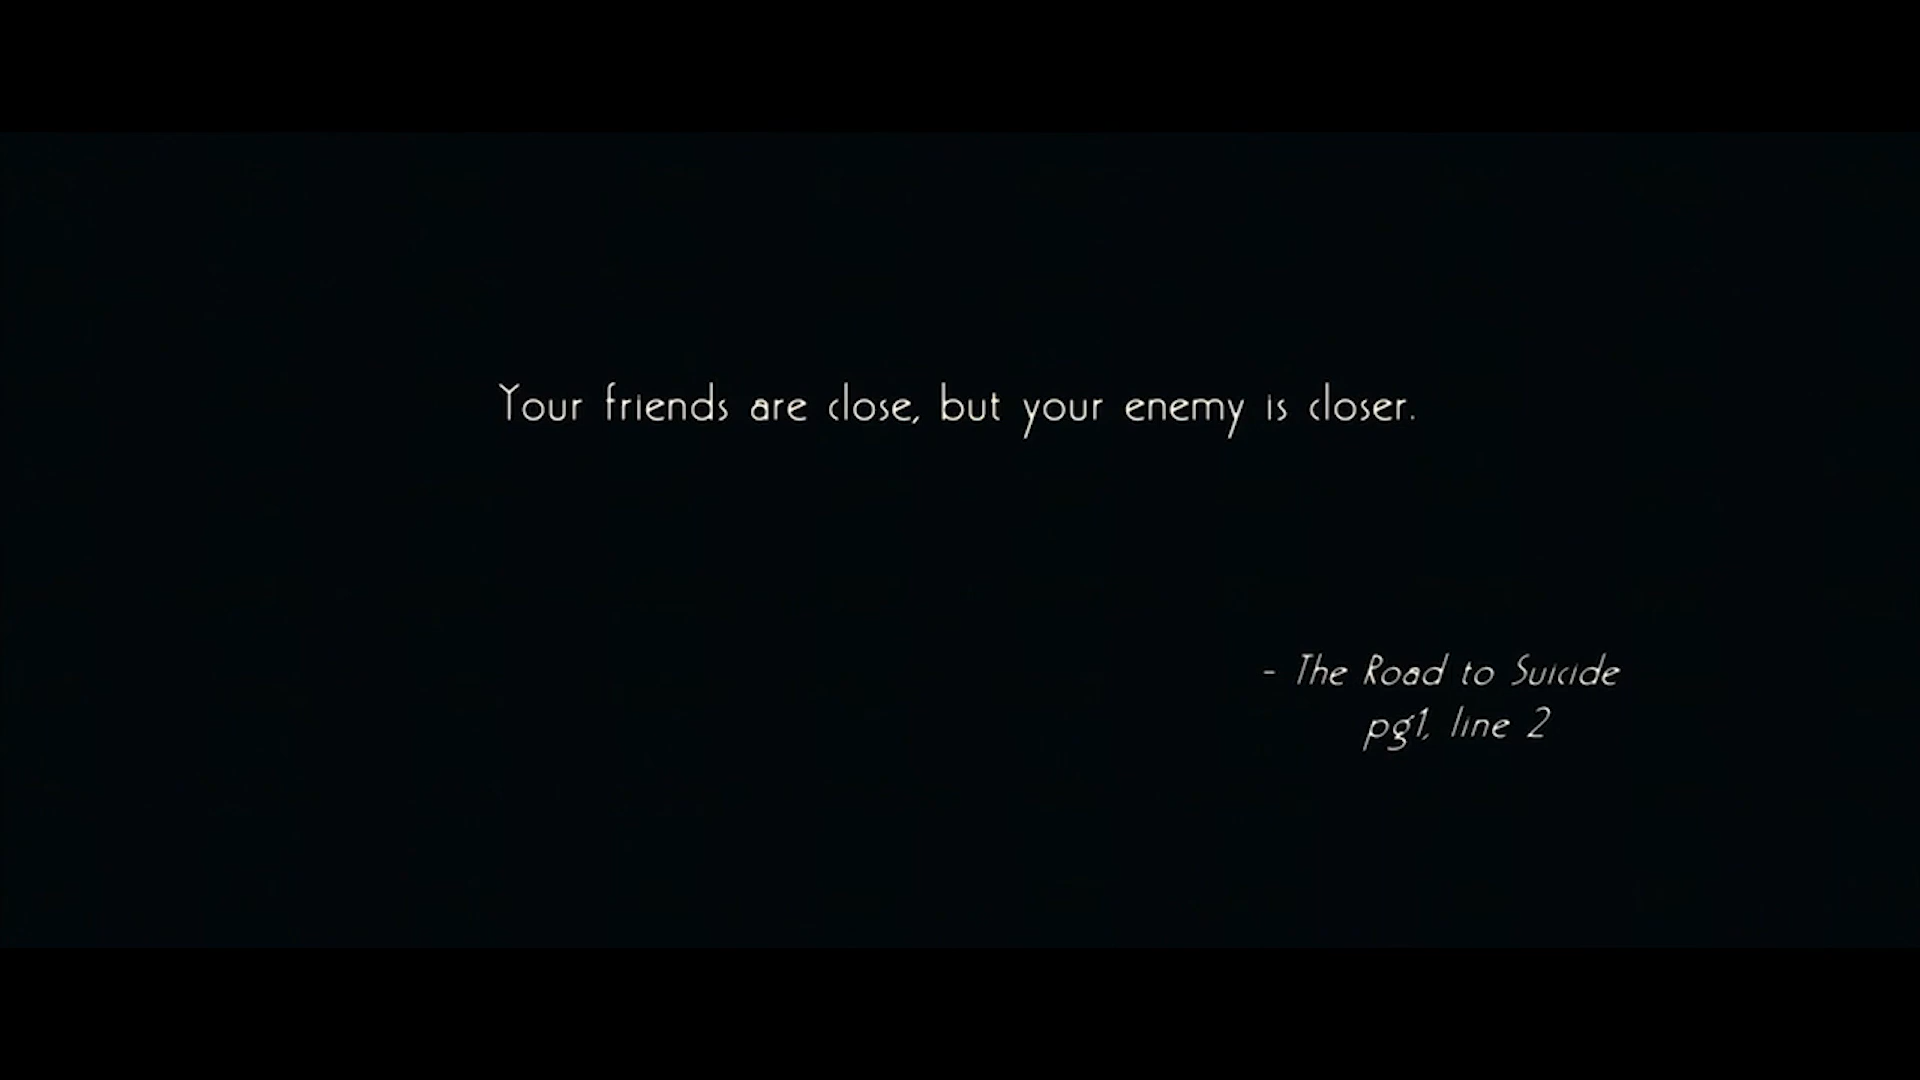 Your friends are close, but your enemy is closer.
- The Road to Suicide
pg1, line 2